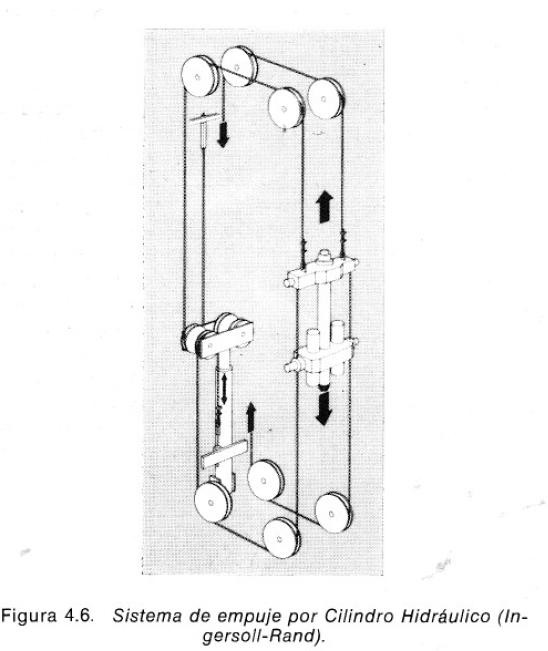 Figura 4.6. Sistema de empuje por Cilindro Hidráulico (In-
gersoll-Rand).